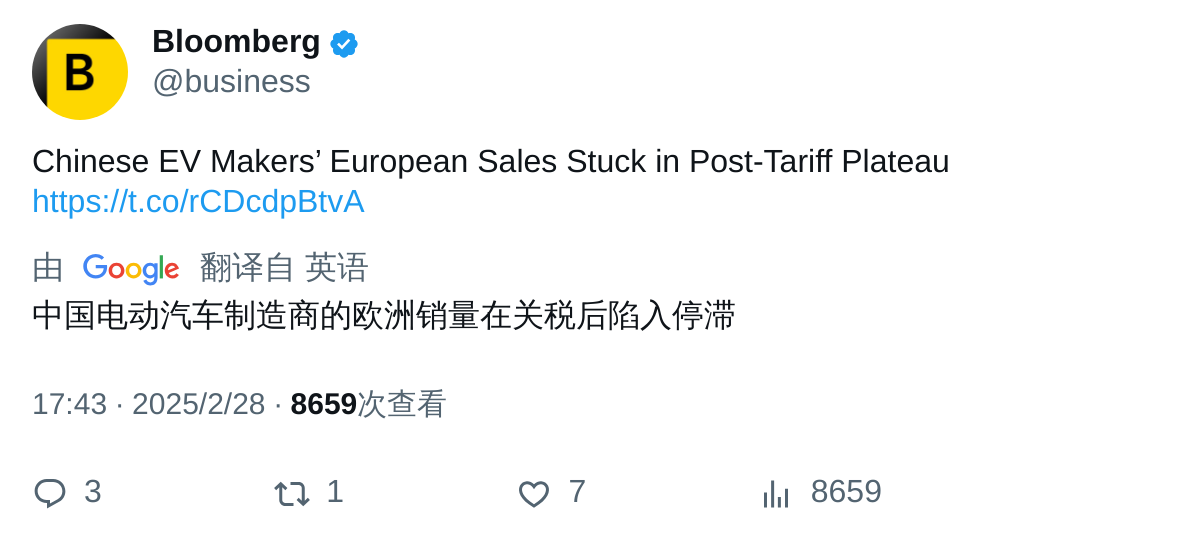 B
Bloomberg
@business
Chinese EV Makers’ European Sales Stuck in Post-Tariff Plateau
https://t.co/rCDcdpBtvA
由 Google 翻译自 英语
中国电动汽车制造商的欧洲销量在关税后陷入停滞
17:43 · 2025/2/28 · 8659次查看
3 1 7 8659